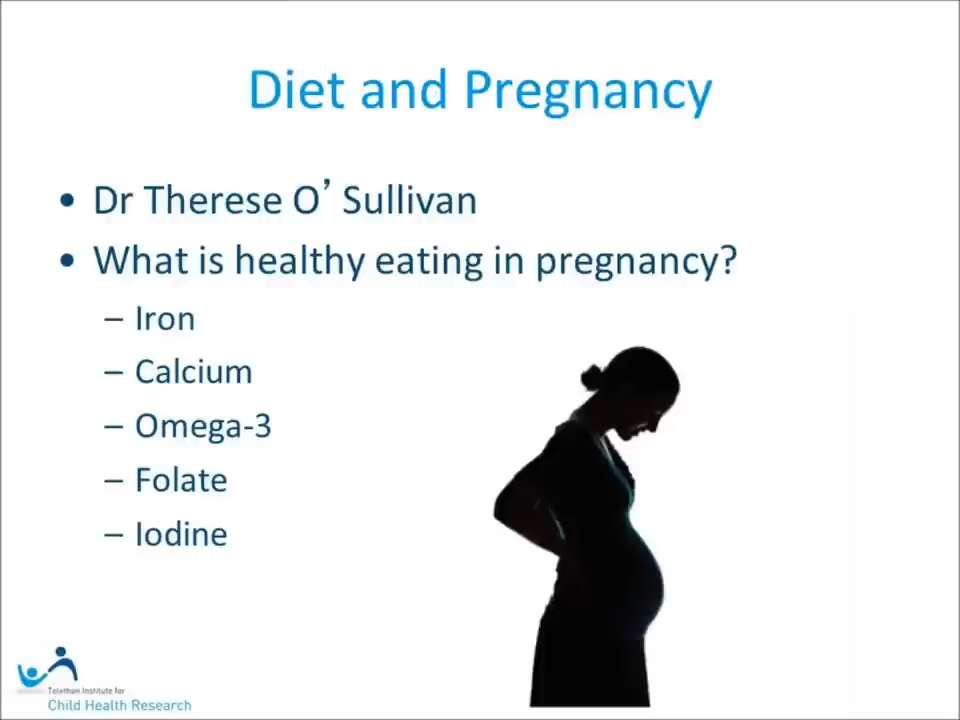 Diet and Pregnancy
• Dr Therese O’ Sullivan
• What is healthy eating in pregnancy?
– Iron
– Calcium
– Omega-3
– Folate
– Iodine
Telethon Institute for
Child Health Research